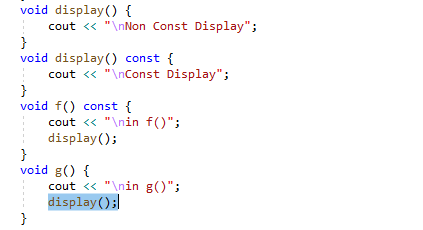 void display() {
    cout << "\nNon Const Display";
}
void display() const {
    cout << "\nConst Display";
}
void f() const {
    cout << "\nin f()";
    display();
}
void g() {
    cout << "\nin g()";
    display();
}